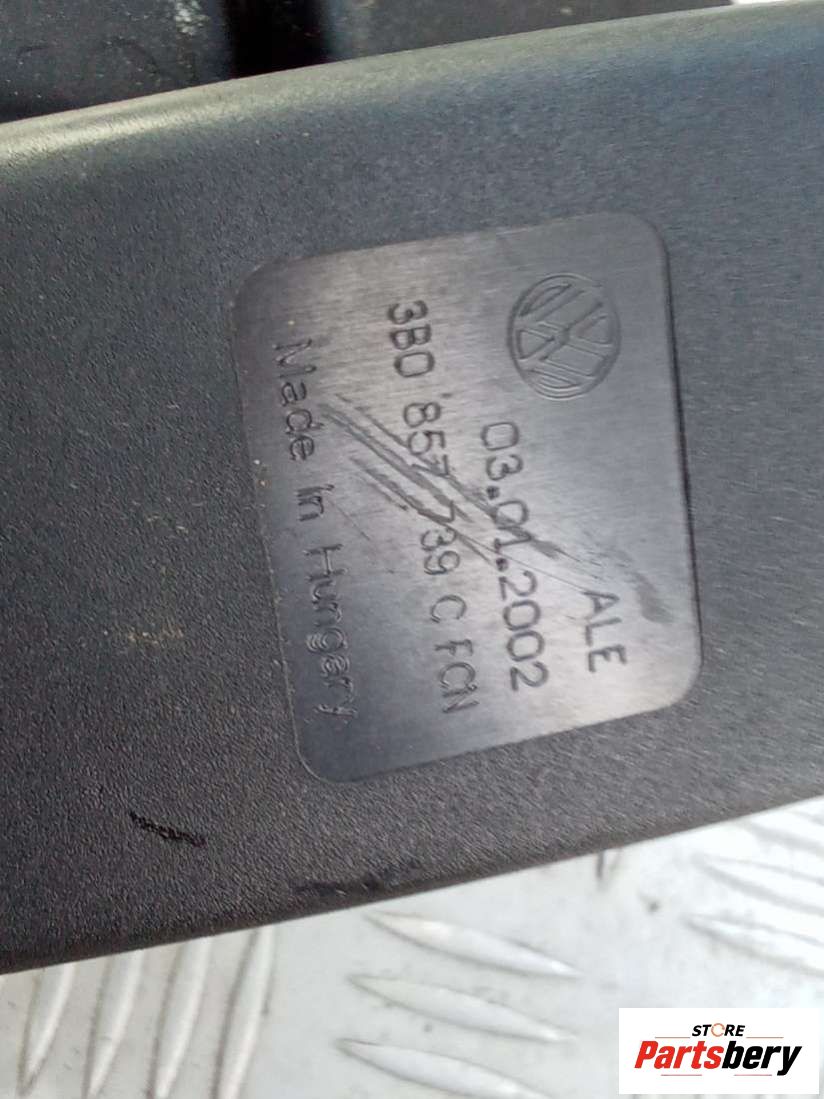 ALE
03.01.2002
3B0 857 739 C FCN
Made in Hungary
STORE
Partsbery